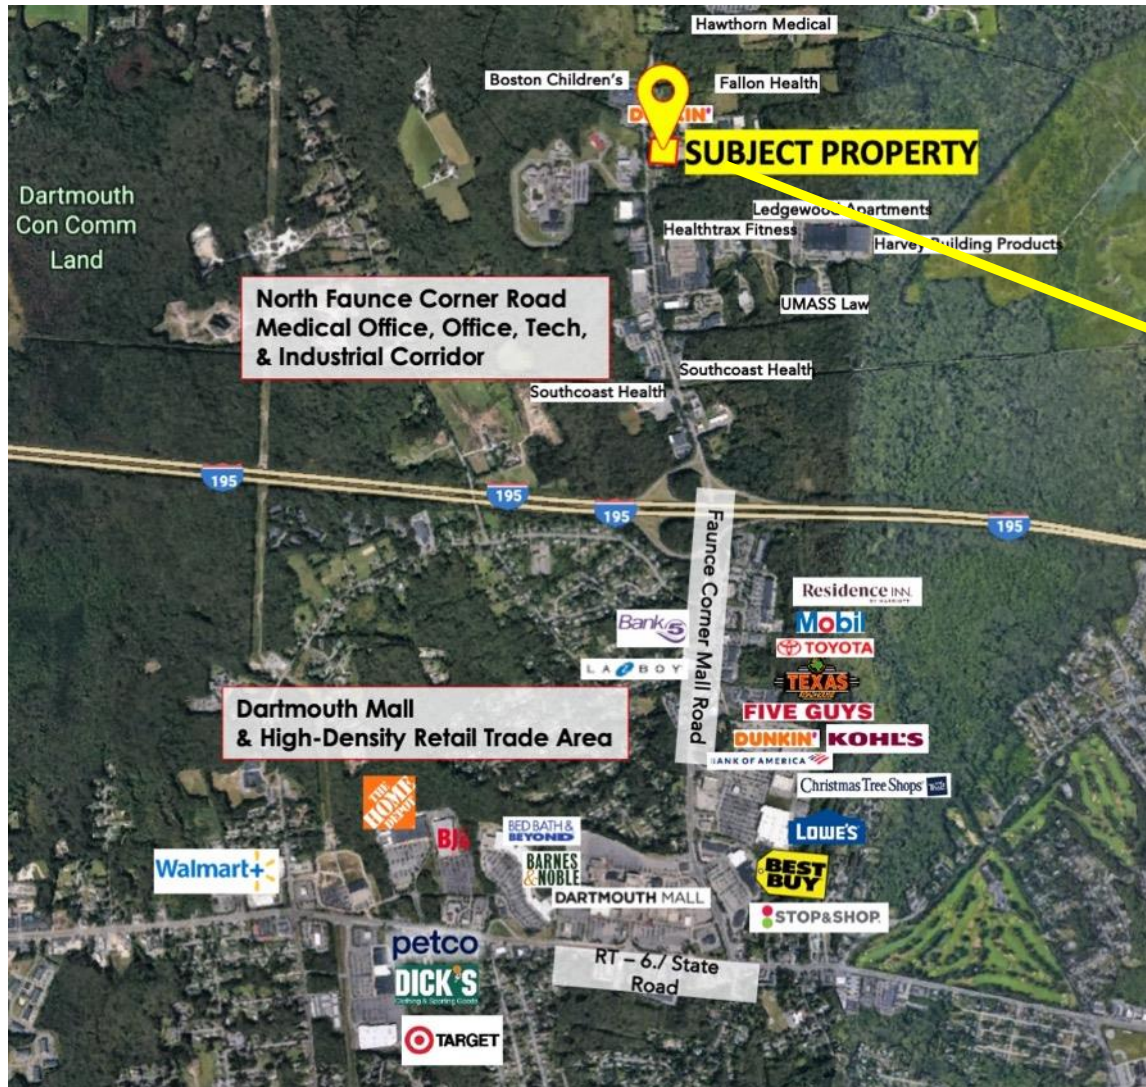 Hawthorn Medical
Boston Children's
Fallon Health
SUBJECT PROPERTY
Dartmouth
Con Comm
Land
Ledgewood Apartments
Healthtrax Fitness
Harvey Building Products
UMASS Law
North Faunce Corner Road
Medical Office, Office, Tech,
& Industrial Corridor
Southcoast Health
Southcoast Health
195
195
195
195
Faunce Corner Mall Road
Residence INN.
BY MARRIOTT
Bank5
Mobil
TOYOTA
LA Z BOY
TEXAS
ROADHOUSE
Dartmouth Mall
& High-Density Retail Trade Area
FIVE GUYS
DUNKIN'
KOHL'S
BANK OF AMERICA
Christmas Tree Shops
THE
HOME
DEPOT
BJ's
BED BATH &
BEYOND
LOWE'S
Walmart+
BARNES
&NOBLE
BEST
BUY
DARTMOUTH MALL
STOP&SHOP
petco
RT – 6./ State
Road
DICK'S
Clothing & Sporting Goods
TARGET